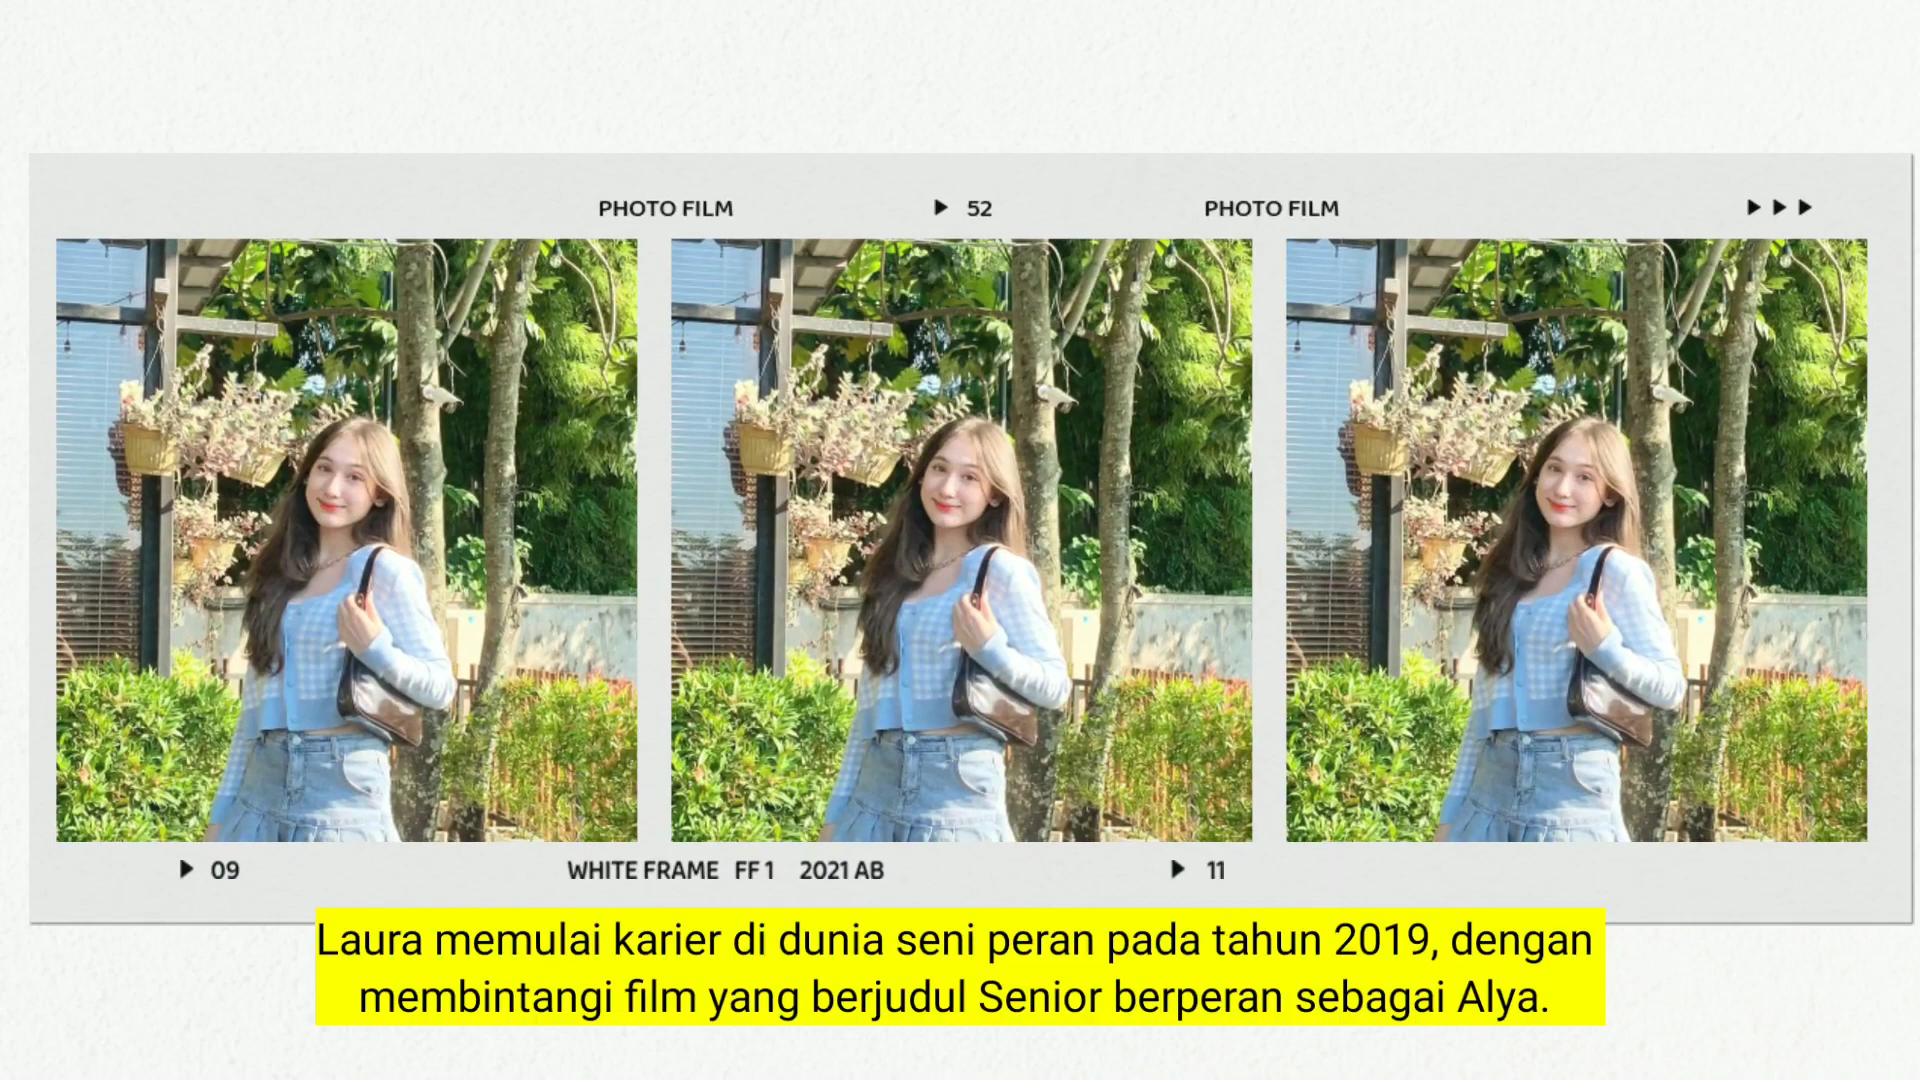 PHOTO FILM ▶ 52 PHOTO FILM ▶▶▶
▶ 09 WHITE FRAME FF 1 2021 AB ▶ 11
Laura memulai karier di dunia seni peran pada tahun 2019, dengan
membintangi film yang berjudul Senior berperan sebagai Alya.